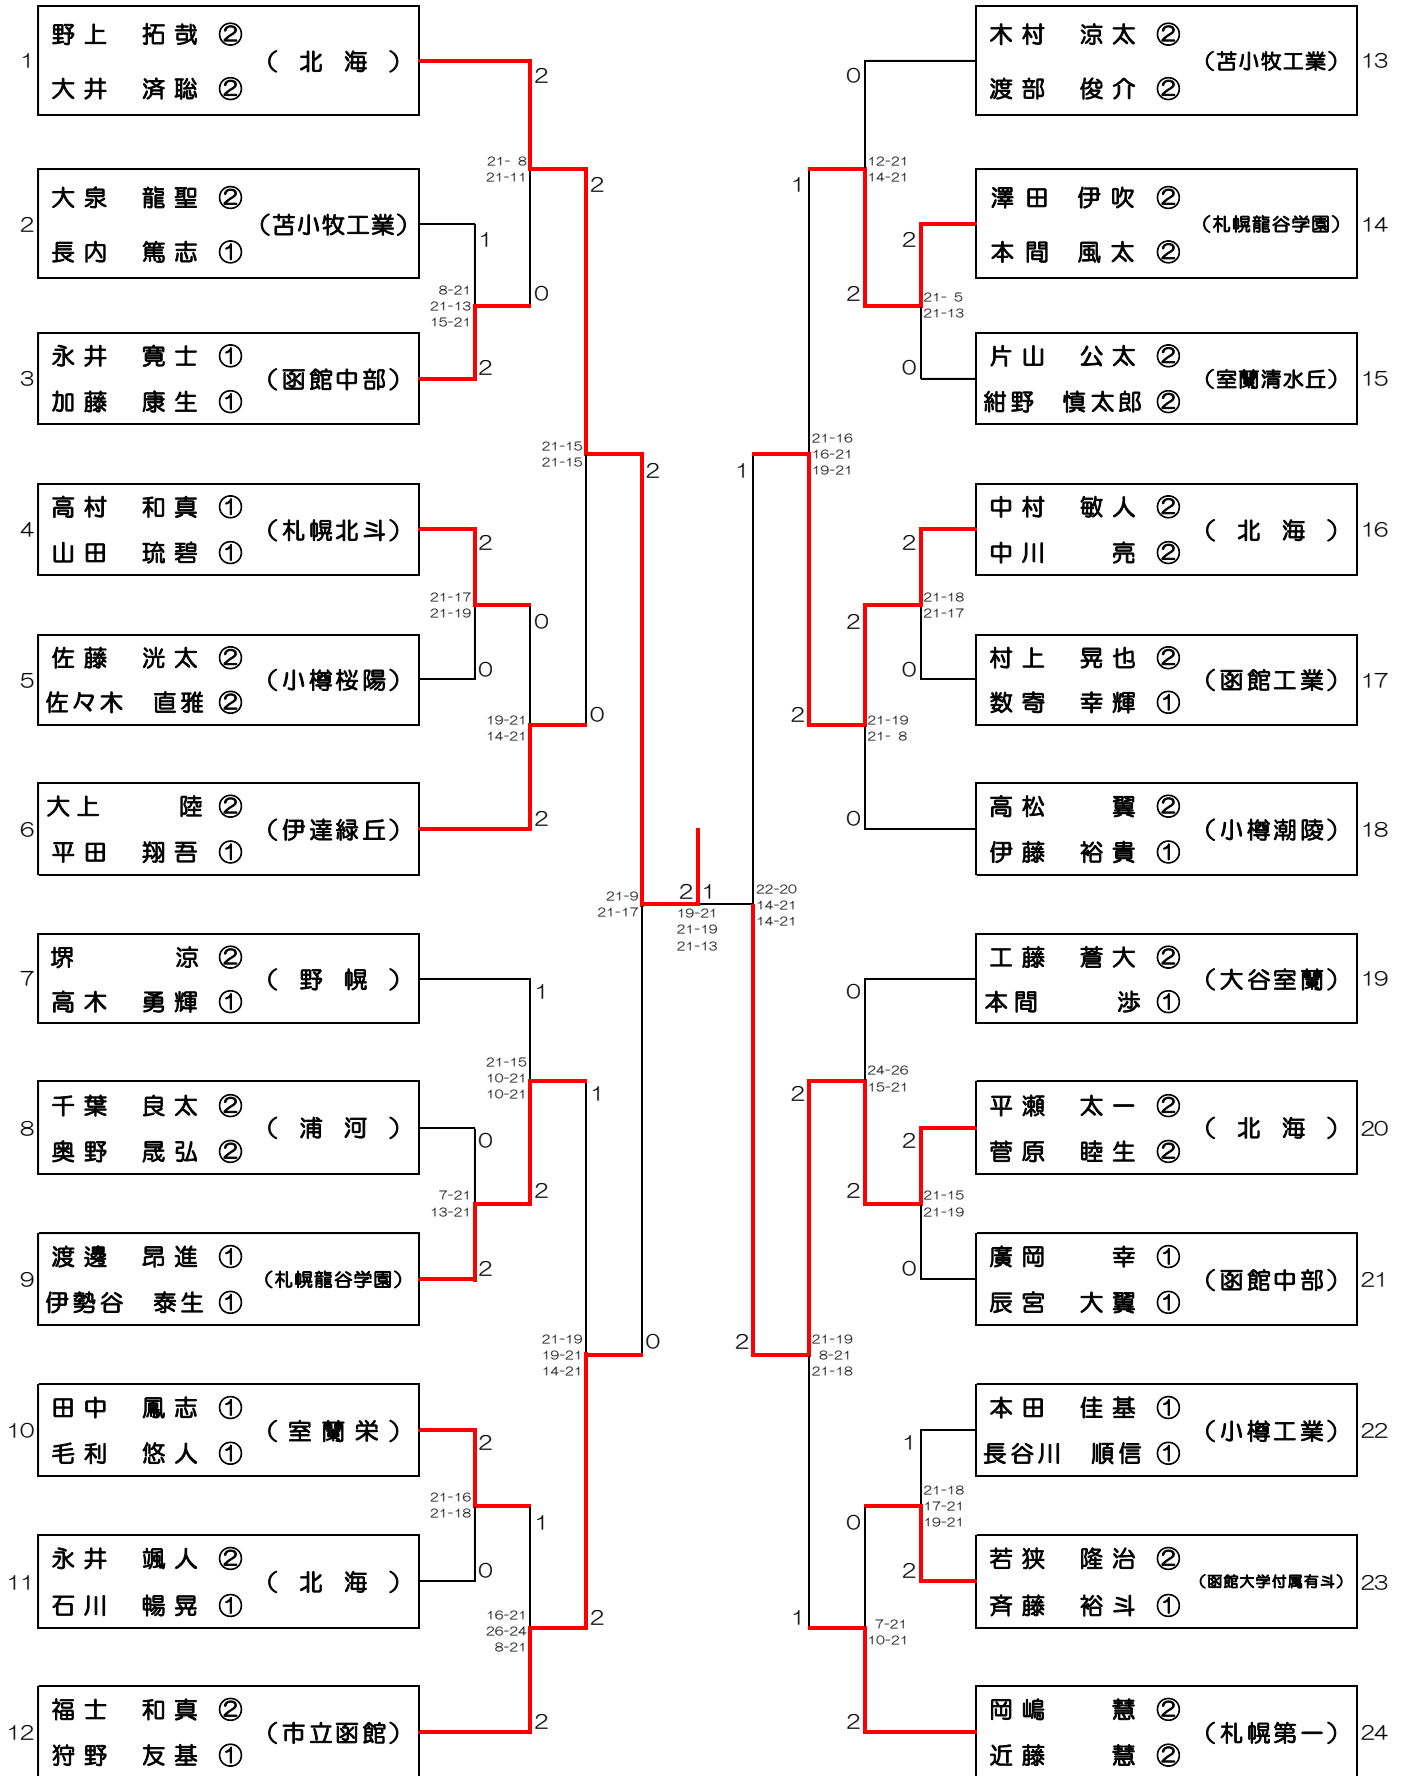 1
野上 拓哉 ②
大井 済聡 ②
（北海）
2
大泉 龍聖 ②
長内 篤志 ①
（苫小牧工業）
3
永井 寛士 ①
加藤 康生 ①
（函館中部）
4
高村 和真 ①
山田 琉碧 ①
（札幌北斗）
5
佐藤 洸太 ②
佐々木 直雅 ②
（小樽桜陽）
6
大上 陸 ②
平田 翔吾 ①
（伊達緑丘）
7
堺 涼 ②
高木 勇輝 ①
（野幌）
8
千葉 良太 ②
奥野 晟弘 ②
（浦河）
9
渡邊 昂進 ①
伊勢谷 泰生 ①
（札幌龍谷学園）
10
田中 鳳志 ①
毛利 悠人 ①
（室蘭栄）
11
永井 颯人 ②
石川 暢晃 ①
（北海）
12
福士 和真 ②
狩野 友基 ①
（市立函館）
2
21- 8
21-11
2
1
8-21
21-13
15-21
0
2
21-15
21-15
2
2
21-17
21-19
0
0
19-21
14-21
0
2
21-9
21-17
1
21-15
10-21
10-21
1
0
7-21
13-21
2
2
21-19
19-21
14-21
0
2
21-16
21-18
1
0
16-21
26-24
8-21
2
2
2 1
19-21
21-19
21-13
0
12-21
14-21
1
2
2
21- 5
21-13
0
21-16
16-21
19-21
1
2
21-18
21-17
2
0
2
21-19
21- 8
0
22-20
14-21
14-21
0
24-26
15-21
2
2
2
21-15
21-19
0
2
21-19
8-21
21-18
1
21-18
17-21
19-21
0
2
1
7-21
10-21
2
木村 涼太 ②
渡部 俊介 ②
（苫小牧工業）
13
澤田 伊吹 ②
本間 風太 ②
（札幌龍谷学園）
14
片山 公太 ②
紺野 慎太郎 ②
（室蘭清水丘）
15
中村 敏人 ②
中川 亮 ②
（北海）
16
村上 晃也 ②
数寄 幸輝 ①
（函館工業）
17
高松 翼 ②
伊藤 裕貴 ①
（小樽潮陵）
18
工藤 蒼大 ②
本間 渉 ①
（大谷室蘭）
19
平瀬 太一 ②
菅原 睦生 ②
（北海）
20
廣岡 幸 ①
辰宮 大翼 ①
（函館中部）
21
本田 佳基 ①
長谷川 順信 ①
（小樽工業）
22
若狭 隆治 ②
斉藤 裕斗 ①
（函館大学付属有斗）
23
岡嶋 慧 ②
近藤 慧 ②
（札幌第一）
24